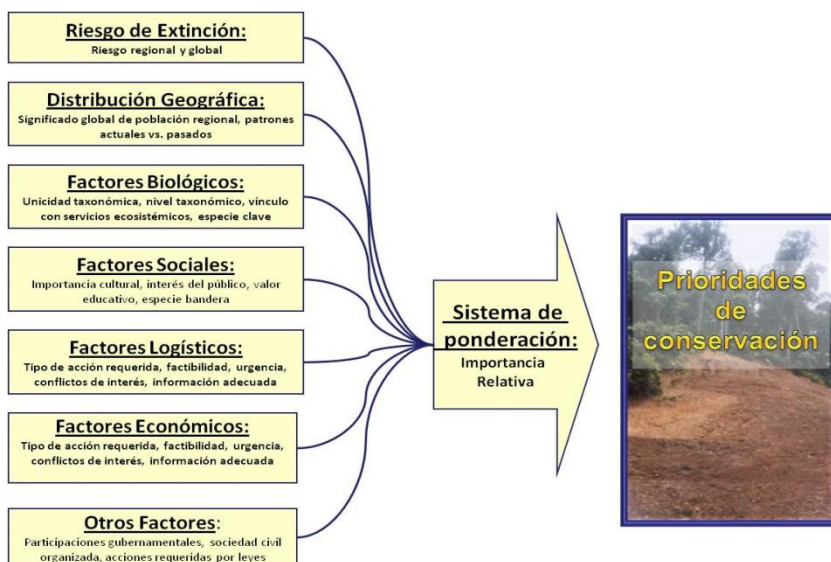 Riesgo de Extinción:
Riesgo regional y global
Distribución Geográfica:
Significado global de población regional, patrones
actuales vs. pasados
Factores Biológicos:
Unicidad taxonómica, nivel taxonómico, vínculo
con servicios ecosistémicos, especie clave
Factores Sociales:
Importancia cultural, interés del público, valor
educativo, especie bandera
Factores Logísticos:
Tipo de acción requerida, factibilidad, urgencia,
conflictos de interés, información adecuada
Factores Económicos:
Tipo de acción requerida, factibilidad, urgencia,
conflictos de interés, información adecuada
Otros Factores:
Participaciones gubernamentales, sociedad civil
organizada, acciones requeridas por leyes
Sistema de
ponderación:
Importancia
Relativa
Prioridades
de
conservación